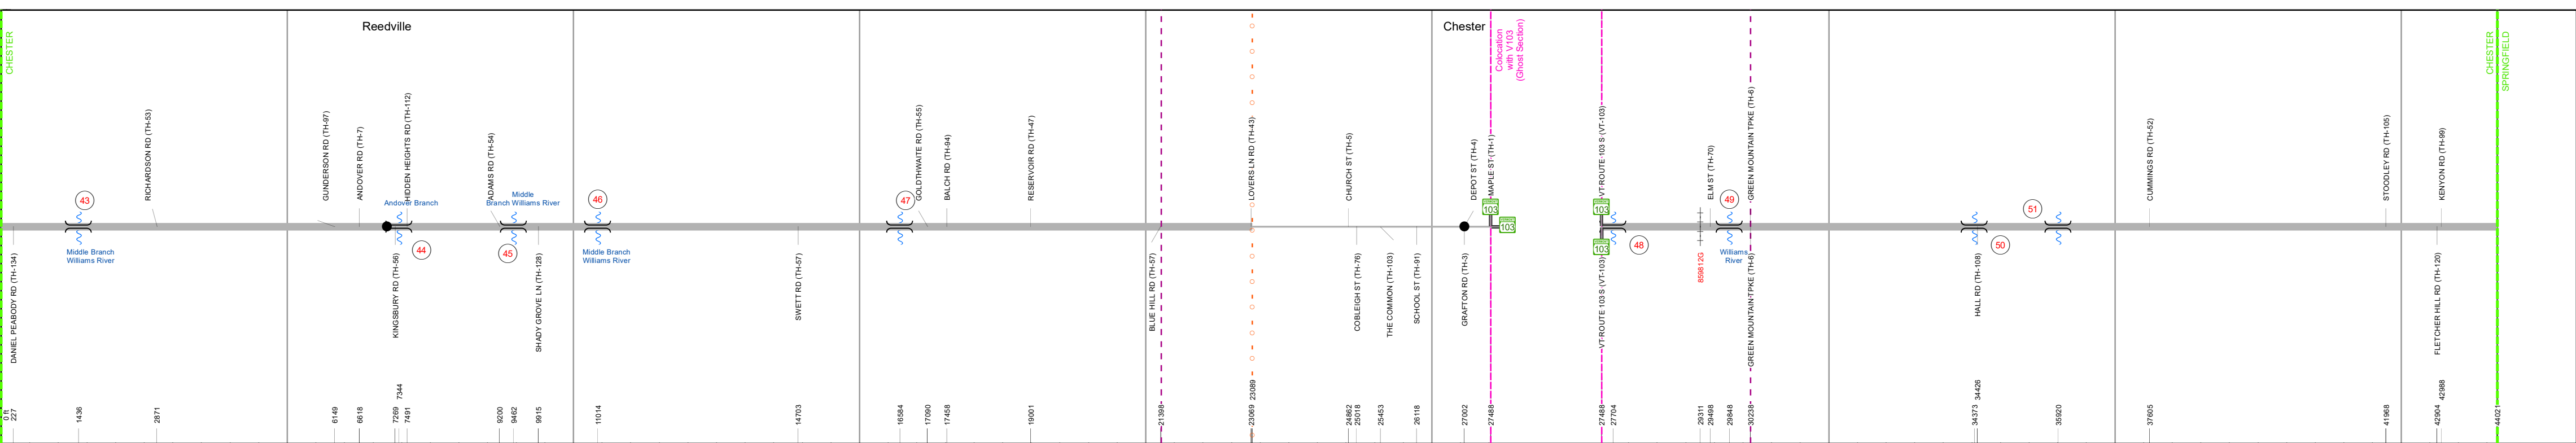 Reedville
Chester
CHESTER
Colocation
with V103
(Ghost Section)
CHESTER
SPRINGFIELD
RICHARDSON RD (TH-53)
GUNDERSON RD (TH-97)
ANDOVER RD (TH-7)
HIDDEN HEIGHTS RD (TH-112)
ADAMS RD (TH-54)
GOLDTHWAITE RD (TH-55)
BALCH RD (TH-94)
RESERVOIR RD (TH-47)
LOVERS LN RD (TH-43)
CHURCH ST (TH-5)
DEPOT ST (TH-4)
MAPLE ST (TH-1)
VT ROUTE 103 S (VT-103)
ELM ST (TH-70)
GREEN MOUNTAIN TPKE (TH-6)
CUMMINGS RD (TH-52)
STOODLEY RD (TH-105)
KENYON RD (TH-99)
43
Andover Branch
Middle
Branch Williams River
46
47
103
103
103
103
49
51
Middle Branch
Williams River
44
45
Middle Branch
Williams River
48
Williams
River
50
DANIEL PEABODY RD (TH-134)
KINGSBURY RD (TH-56)
SHADY GROVE LN (TH-128)
SWETT RD (TH-57)
BLUE HILL RD (TH-57)
COBLEIGH ST (TH-76)
THE COMMON (TH-103)
SCHOOL ST (TH-91)
GRAFTON RD (TH-3)
VT ROUTE 103 S (VT-103)
859812G
GREEN MOUNTAIN TPKE (TH-6)
HALL RD (TH-108)
FLETCHER HILL RD (TH-120)
0 ft
227
1436
2871
6149
6618
7269
7344
7491
9200
9462
9915
11014
14703
16584
17090
17458
19001
21398
23069
23089
24862
25018
25453
26118
27002
27488
27488
27704
29311
29498
29848
30238
34373
34426
35920
37605
41968
42904
42988
44021